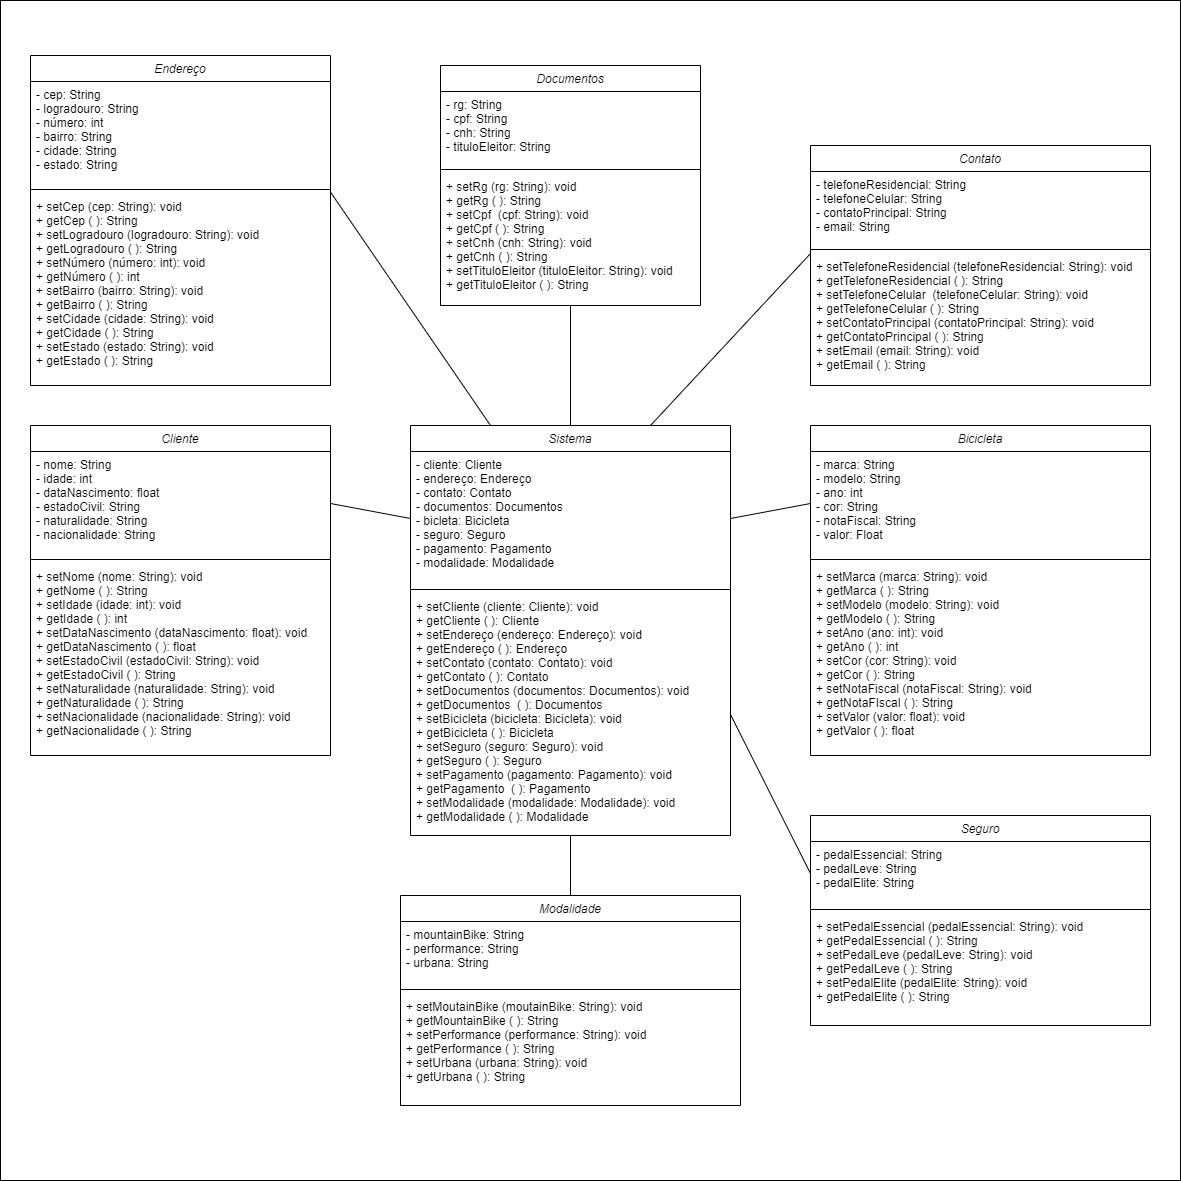 Endereço
- cep: String
- logradouro: String
- número: int
- bairro: String
- cidade: String
- estado: String
+ setCep (cep: String): void
+ getCep ( ): String
+ setLogradouro (logradouro: String): void
+ getLogradouro ( ): String
+ setNúmero (número: int): void
+ getNúmero ( ): int
+ setBairro (bairro: String): void
+ getBairro ( ): String
+ setCidade (cidade: String): void
+ getCidade ( ): String
+ setEstado (estado: String): void
+ getEstado ( ): String
Documentos
- rg: String
- cpf: String
- cnh: String
- tituloEleitor: String
+ setRg (rg: String): void
+ getRg ( ): String
+ setCpf  (cpf: String): void
+ getCpf ( ): String
+ setCnh (cnh: String): void
+ getCnh ( ): String
+ setTituloEleitor (tituloEleitor: String): void
+ getTituloEleitor ( ): String
Contato
- telefoneResidencial: String
- telefoneCelular: String
- contatoPrincipal: String
- email: String
+ setTelefoneResidencial (telefoneResidencial: String): void
+ getTelefoneResidencial ( ): String
+ setTelefoneCelular  (telefoneCelular: String): void
+ getTelefoneCelular ( ): String
+ setContatoPrincipal (contatoPrincipal: String): void
+ getContatoPrincipal ( ): String
+ setEmail (email: String): void
+ getEmail ( ): String
Cliente
- nome: String
- idade: int
- dataNascimento: float
- estadoCivil: String
- naturalidade: String
- nacionalidade: String
+ setNome (nome: String): void
+ getNome ( ): String
+ setIdade (idade: int): void
+ getIdade ( ): int
+ setDataNascimento (dataNascimento: float): void
+ getDataNascimento ( ): float
+ setEstadoCivil (estadoCivil: String): void
+ getEstadoCivil ( ): String
+ setNaturalidade (naturalidade: String): void
+ getNaturalidade ( ): String
+ setNacionalidade (nacionalidade: String): void
+ getNacionalidade ( ): String
Sistema
- cliente: Cliente
- endereço: Endereço
- contato: Contato
- documentos: Documentos
- bicleta: Bicicleta
- seguro: Seguro
- pagamento: Pagamento
- modalidade: Modalidade
+ setCliente (cliente: Cliente): void
+ getCliente ( ): Cliente
+ setEndereço (endereço: Endereço): void
+ getEndereço ( ): Endereço
+ setContato (contato: Contato): void
+ getContato ( ): Contato
+ setDocumentos (documentos: Documentos): void
+ getDocumentos  ( ): Documentos
+ setBicicleta (bicicleta: Bicicleta): void
+ getBicicleta ( ): Bicicleta
+ setSeguro (seguro: Seguro): void
+ getSeguro ( ): Seguro
+ setPagamento (pagamento: Pagamento): void
+ getPagamento  ( ): Pagamento
+ setModalidade (modalidade: Modalidade): void
+ getModalidade ( ): Modalidade
Bicicleta
- marca: String
- modelo: String
- ano: int
- cor: String
- notaFiscal: String
- valor: Float
+ setMarca (marca: String): void
+ getMarca ( ): String
+ setModelo (modelo: String): void
+ getModelo ( ): String
+ setAno (ano: int): void
+ getAno ( ): int
+ setCor (cor: String): void
+ getCor ( ): String
+ setNotaFiscal (notaFiscal: String): void
+ getNotaFIscal ( ): String
+ setValor (valor: float): void
+ getValor ( ): float
Seguro
- pedalEssencial: String
- pedalLeve: String
- pedalElite: String
+ setPedalEssencial (pedalEssencial: String): void
+ getPedalEssencial ( ): String
+ setPedalLeve (pedalLeve: String): void
+ getPedalLeve ( ): String
+ setPedalElite (pedalElite: String): void
+ getPedalElite ( ): String
Modalidade
- mountainBike: String
- performance: String
- urbana: String
+ setMoutainBike (moutainBike: String): void
+ getMountainBike ( ): String
+ setPerformance (performance: String): void
+ getPerformance ( ): String
+ setUrbana (urbana: String): void
+ getUrbana ( ): String